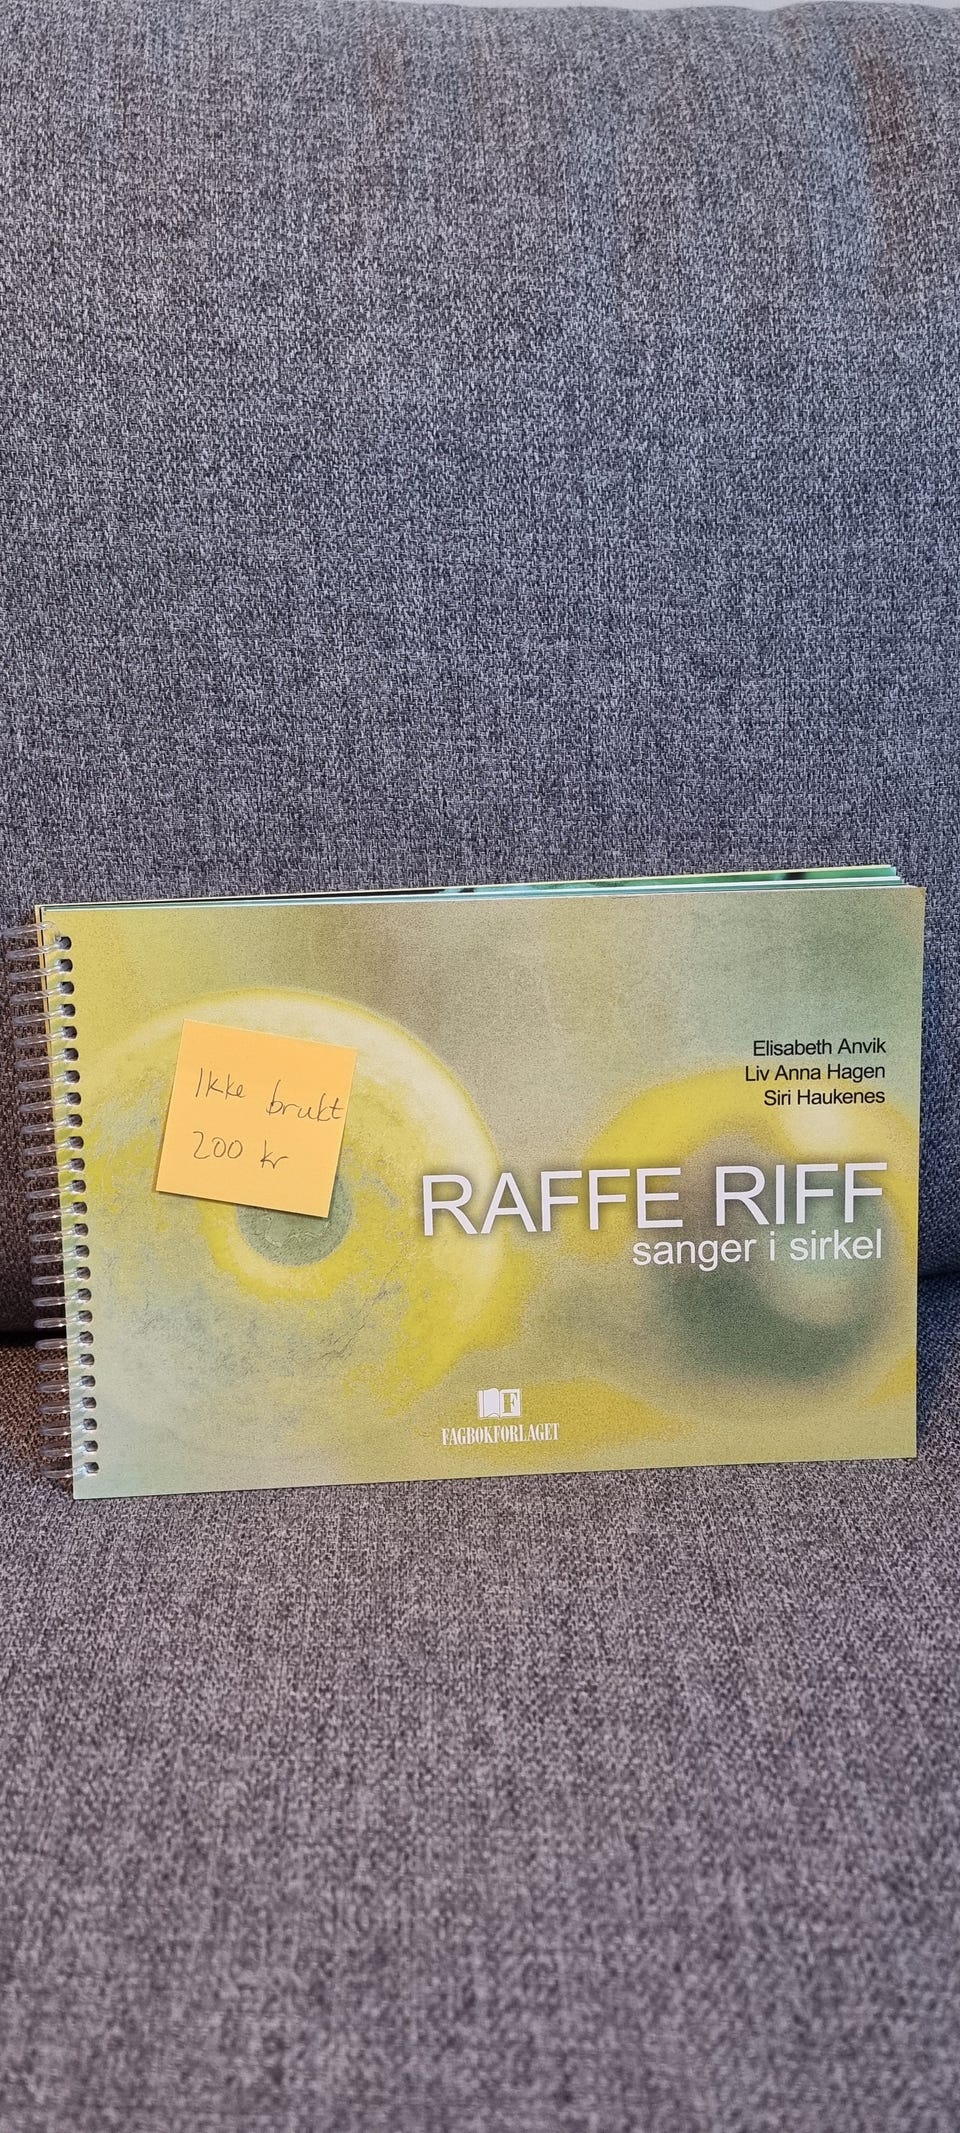 Ikke brukt
200 kr
Elisabeth Anvik
Liv Anna Hagen
Siri Haukenes
RAFFE RIFF
sanger i sirkel
F
FAGBOKFORLAGET